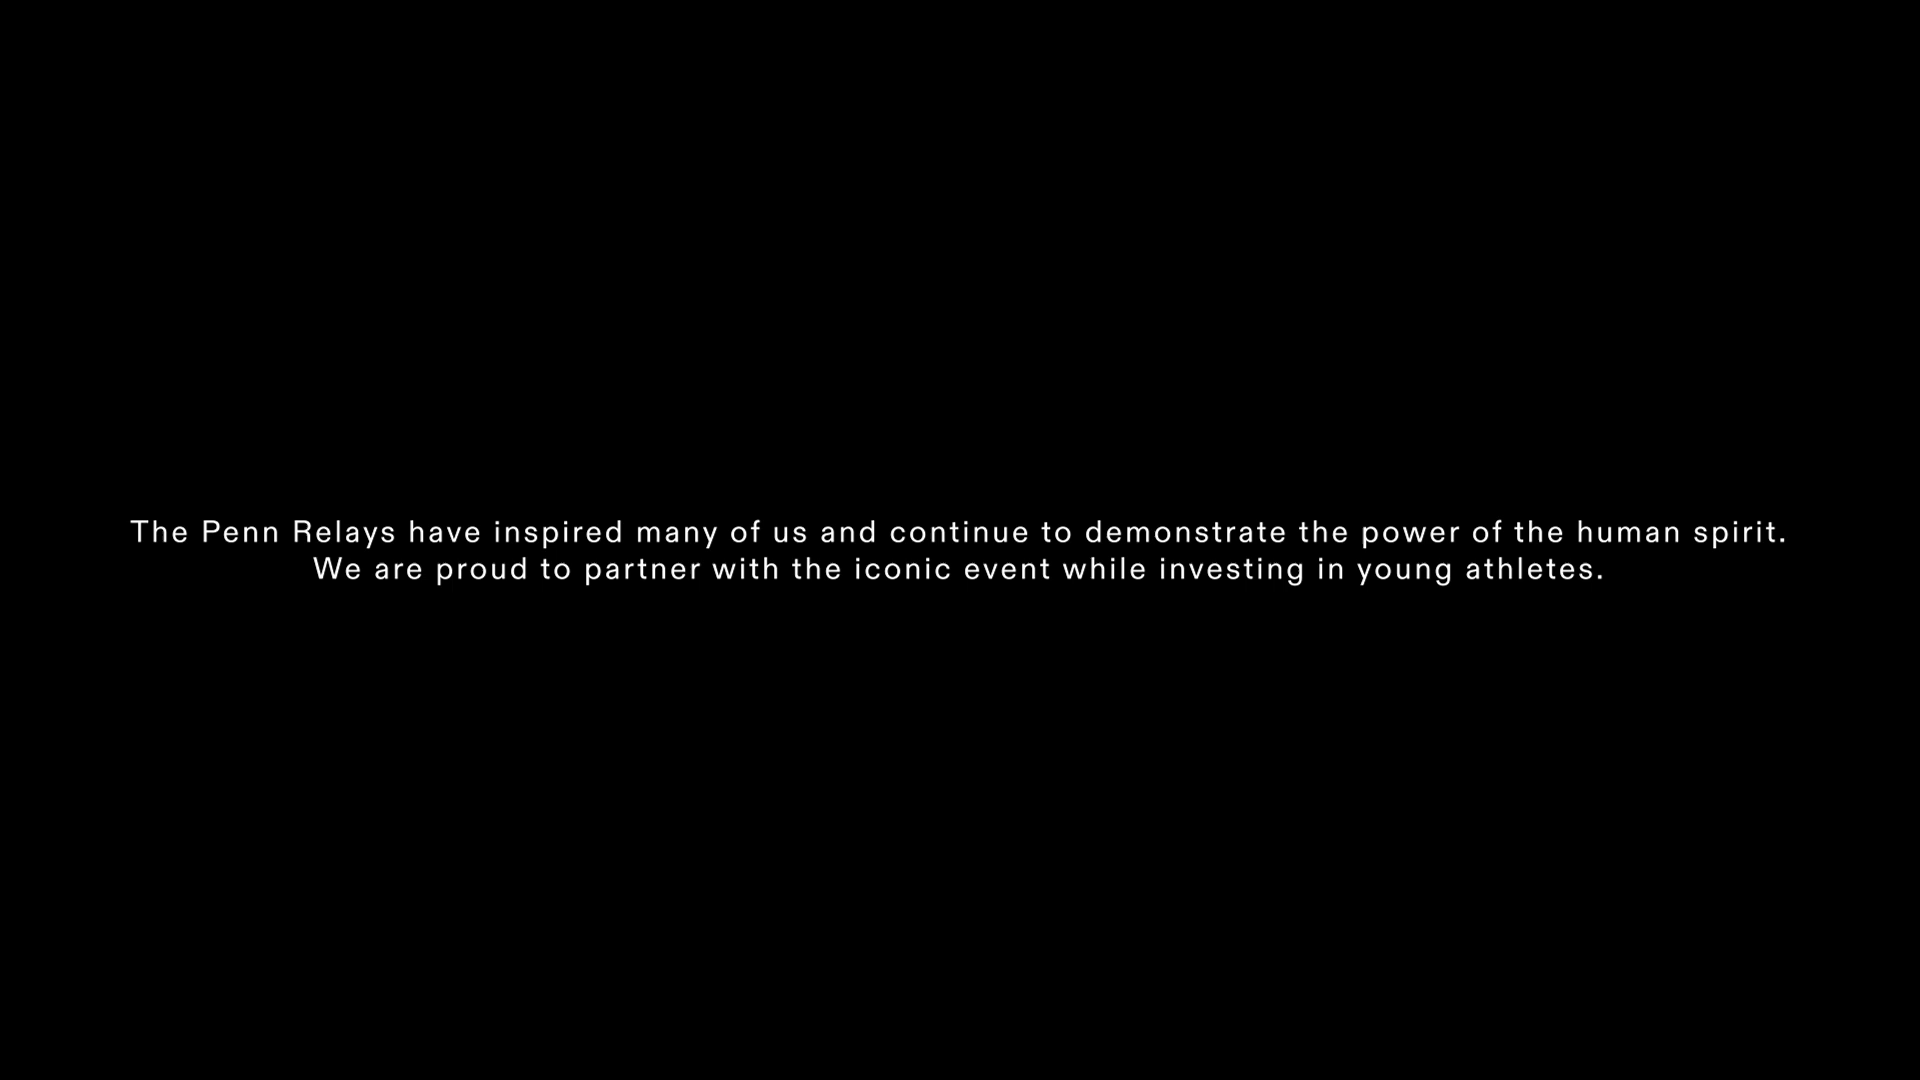 The Penn Relays have inspired many of us and continue to demonstrate the power of the human spirit.
We are proud to partner with the iconic event while investing in young athletes.